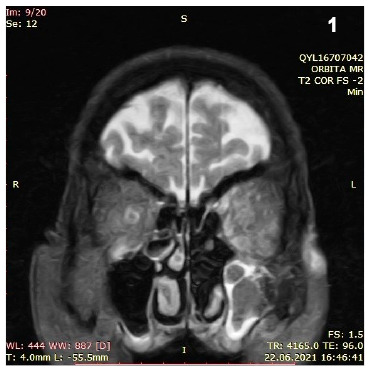 Im: 9/20
Se: 12
S
1
QYL16707042
ORBITA MR
T2 COR FS -2
Min
R
L
WL: 444 WW: 887 [D]
T: 4.0mm L: -55.5mm
I
FS: 1.5
TR: 4165.0 TE: 96.0
22.06.2021 16:46:41